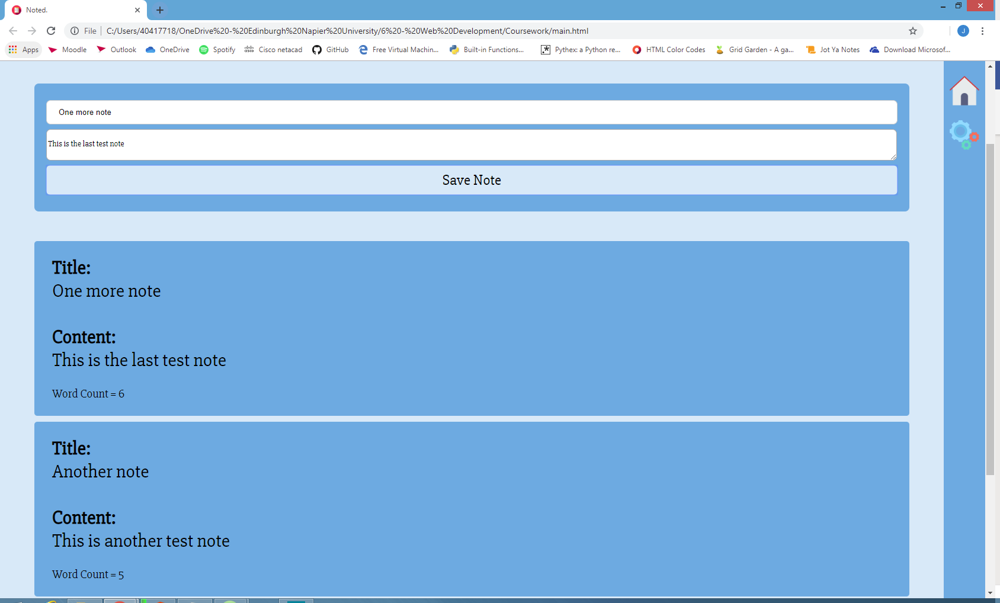 Noted.
File C:/Users/40417718/OneDrive%20-%20Edinburgh%20Napier%20University/6%20-%20Web%20Development/Coursework/main.html
J
Apps Moodle Outlook OneDrive Spotify Cisco netacad GitHub Free Virtual Machin... Built-in Functions... Pythex: a Python re... HTML Color Codes Grid Garden - A ga... Jot Ya Notes Download Microsof...
One more note
This is the last test note
Save Note
Title:
One more note
Content:
This is the last test note
Word Count = 6
Title:
Another note
Content:
This is another test note
Word Count = 5